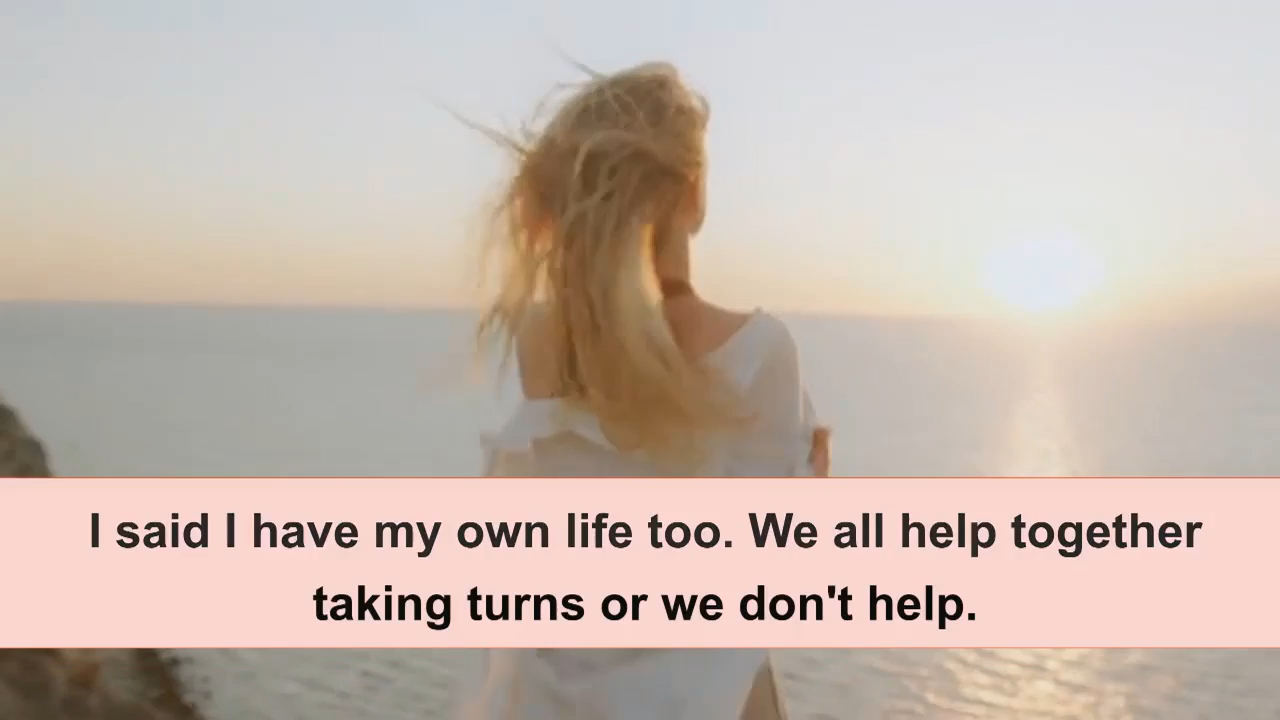 I said I have my own life too. We all help together
taking turns or we don't help.